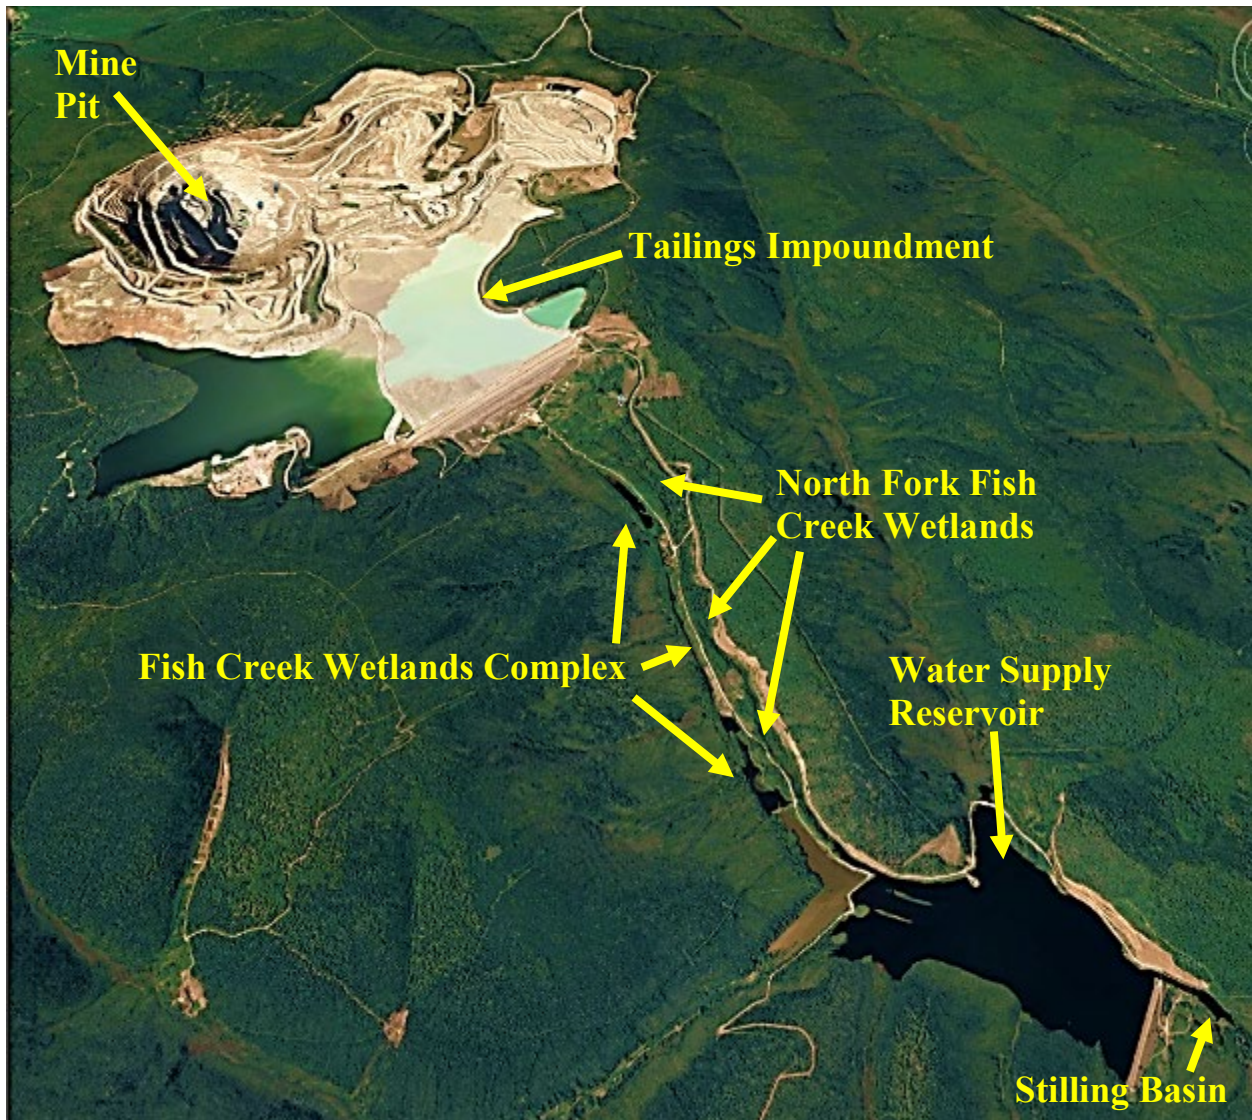 Mine
Pit
Tailings Impoundment
North Fork Fish
Creek Wetlands
Fish Creek Wetlands Complex
Water Supply
Reservoir
Stilling Basin